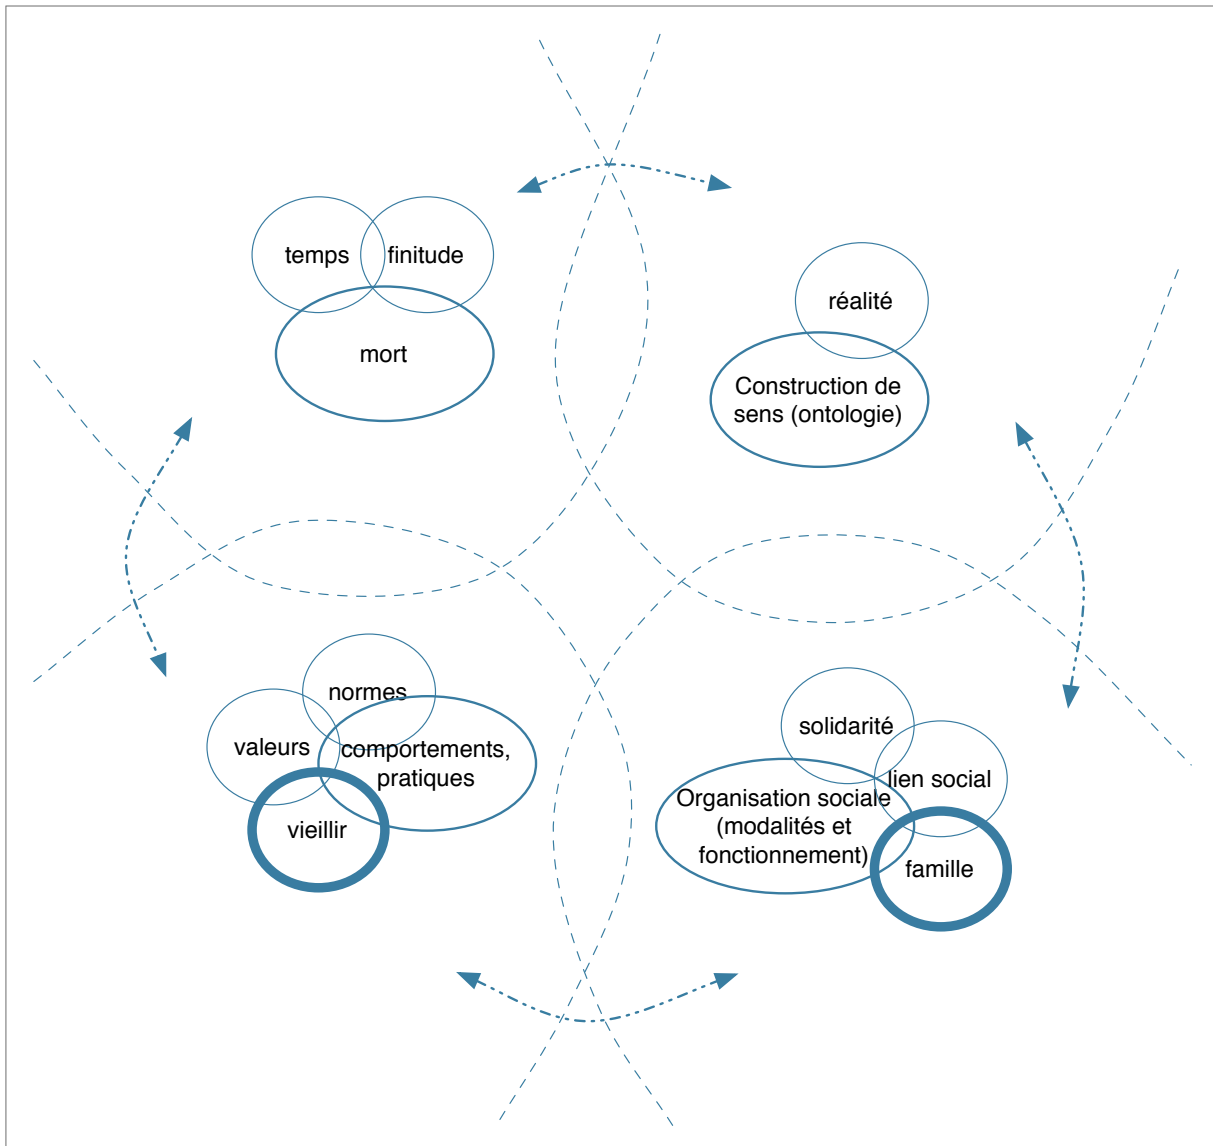 temps
finitude
mort
réalité
Construction de
sens (ontologie)
normes
valeurs
comportements,
pratiques
vieillir
solidarité
lien social
Organisation sociale
(modalités et
fonctionnement)
famille